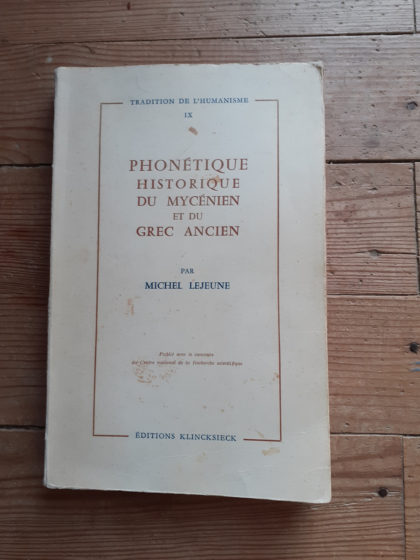 TRADITION DE L'HUMANISME
IX
PHONÉTIQUE
HISTORIQUE
DU MYCÉNIEN
ET DU
GREC ANCIEN
PAR
MICHEL LEJEUNE
Publié avec le concours
du Centre national de la Recherche scientifique
ÉDITIONS KLINCKSIECK